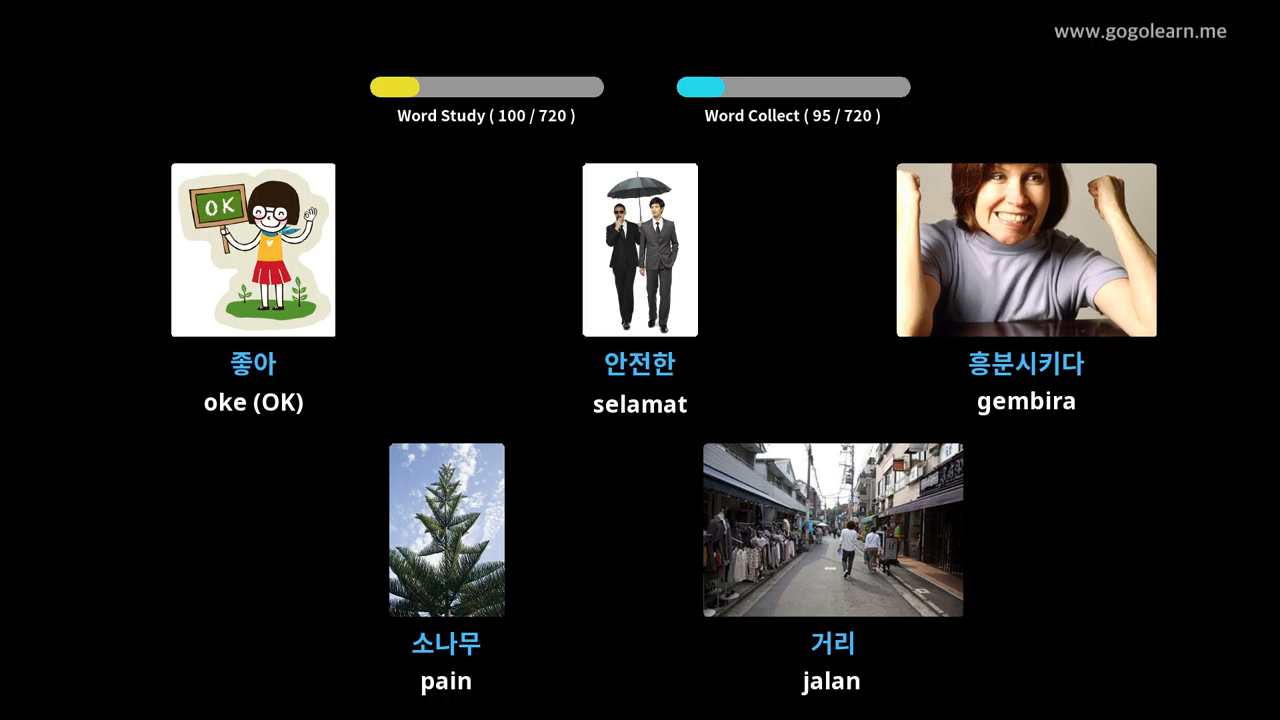 www.gogolearn.me
Word Study ( 100 / 720 )
Word Collect ( 95 / 720 )
OK
좋아
oke (OK)
안전한
selamat
흥분시키다
gembira
소나무
pain
거리
jalan